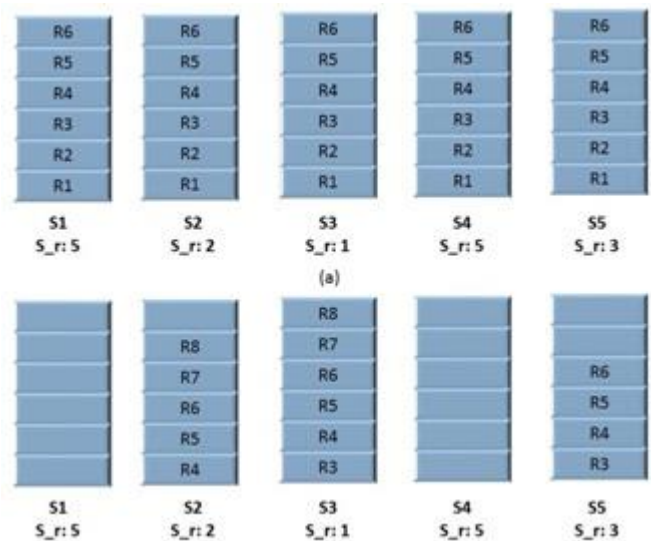 R6 R6 R6 R6 R6
R5 R5 R5 R5 R5
R4 R4 R4 R4 R4
R3 R3 R3 R3 R3
R2 R2 R2 R2 R2
R1 R1 R1 R1 R1
S1 S2 S3 S4 S5
S_r: 5 S_r: 2 S_r: 1 S_r: 5 S_r: 3
(a)
R8
R8 R7
R7 R6 R6
R6 R5 R5
R5 R4 R4
R4 R3 R3
S1 S2 S3 S4 S5
S_r: 5 S_r: 2 S_r: 1 S_r: 5 S_r: 3